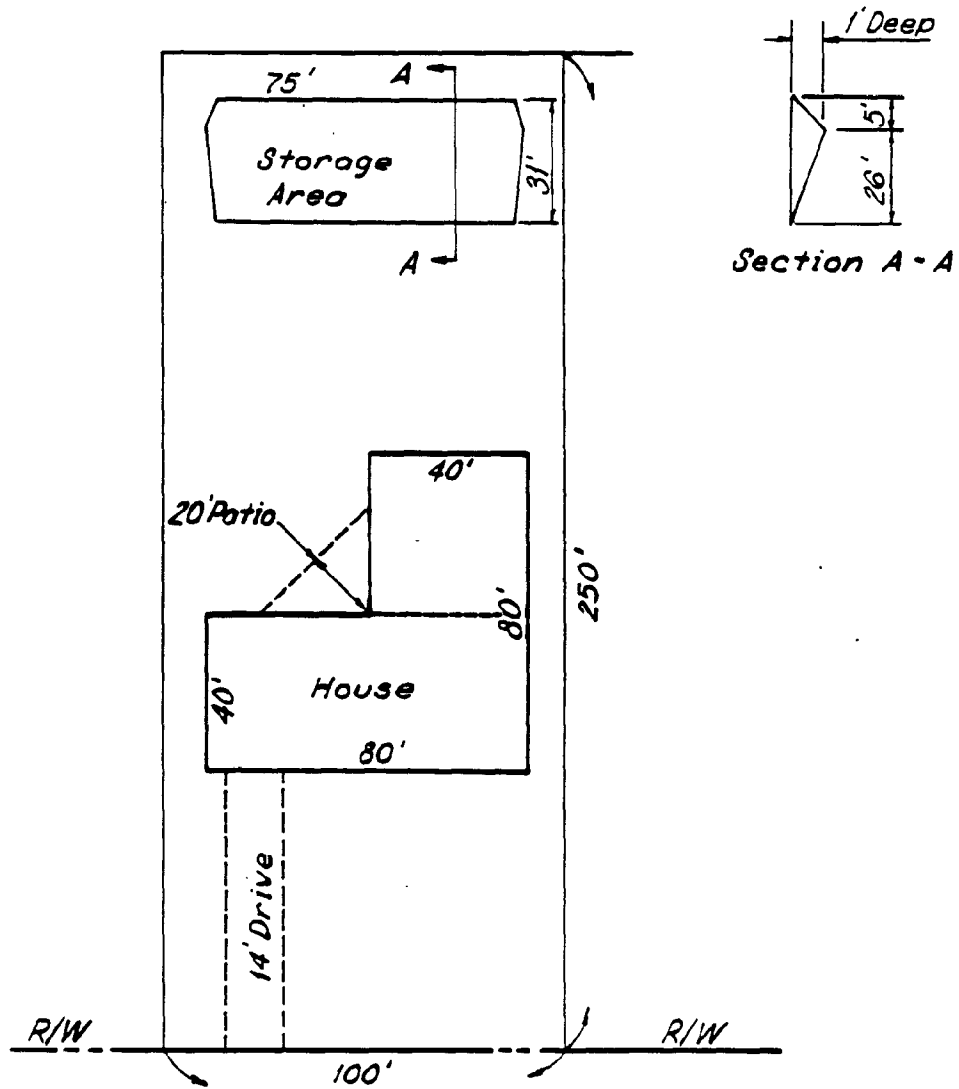 1' Deep
A
75'
5'
Storage
Area
31'
26'
A
Section A-A
40'
20' Patio
250'
80'
House
40'
80'
14' Drive
R/W
R/W
100'